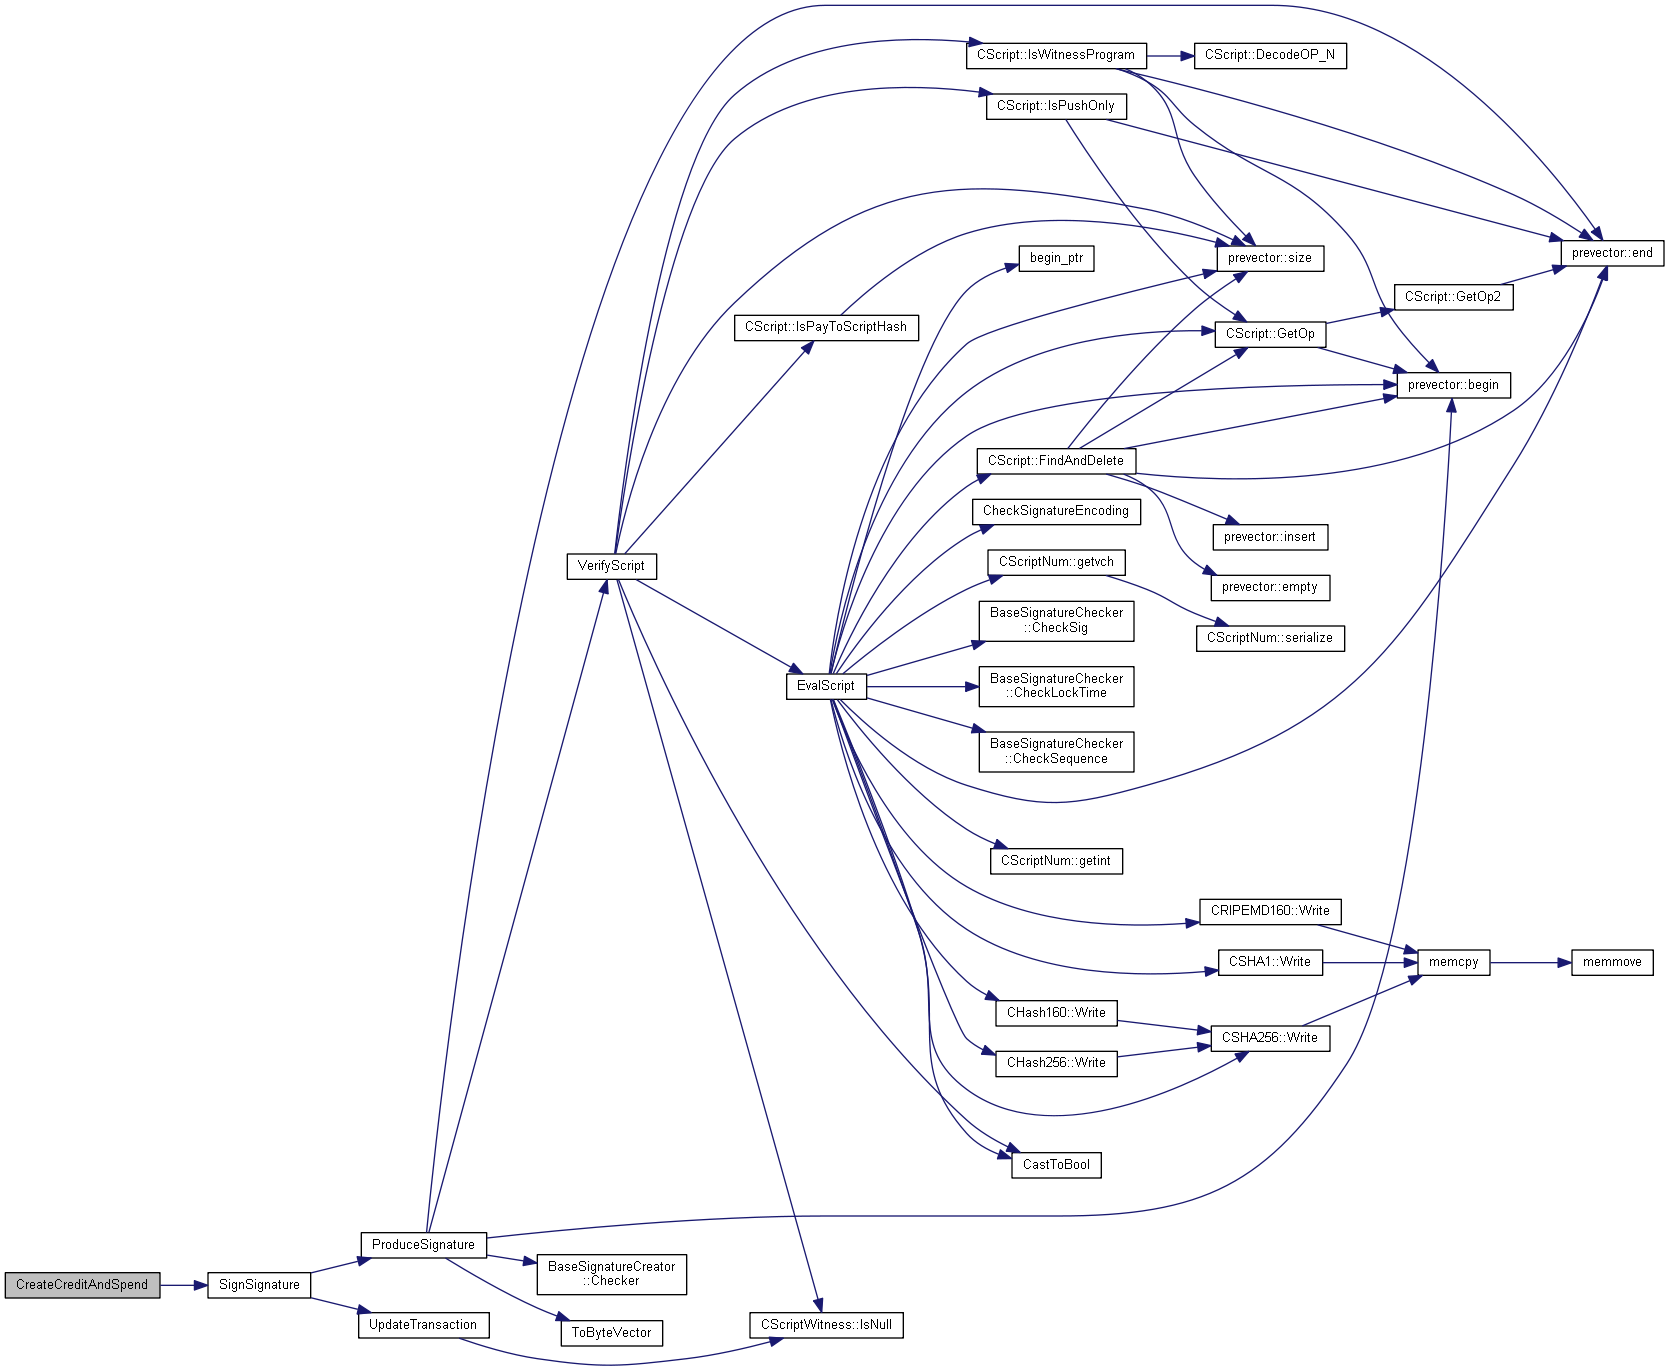 CScript::IsWitnessProgram
CScript::DecodeOP_N
CScript::IsPushOnly
prevector::end
begin_ptr
prevector::size
CScript::GetOp2
CScript::IsPayToScriptHash
CScript::GetOp
prevector::begin
CScript::FindAndDelete
CheckSignatureEncoding
prevector::insert
VerifyScript
CScriptNum::getvch
prevector::empty
BaseSignatureChecker
::CheckSig
CScriptNum::serialize
EvalScript
BaseSignatureChecker
::CheckLockTime
BaseSignatureChecker
::CheckSequence
CScriptNum::getint
CRIPEMD160::Write
CSHA1::Write
memcpy
memmove
CHash160::Write
CSHA256::Write
CHash256::Write
CastToBool
ProduceSignature
BaseSignatureCreator
::Checker
CreateCreditAndSpend
SignSignature
UpdateTransaction
ToByteVector
CScriptWitness::IsNull